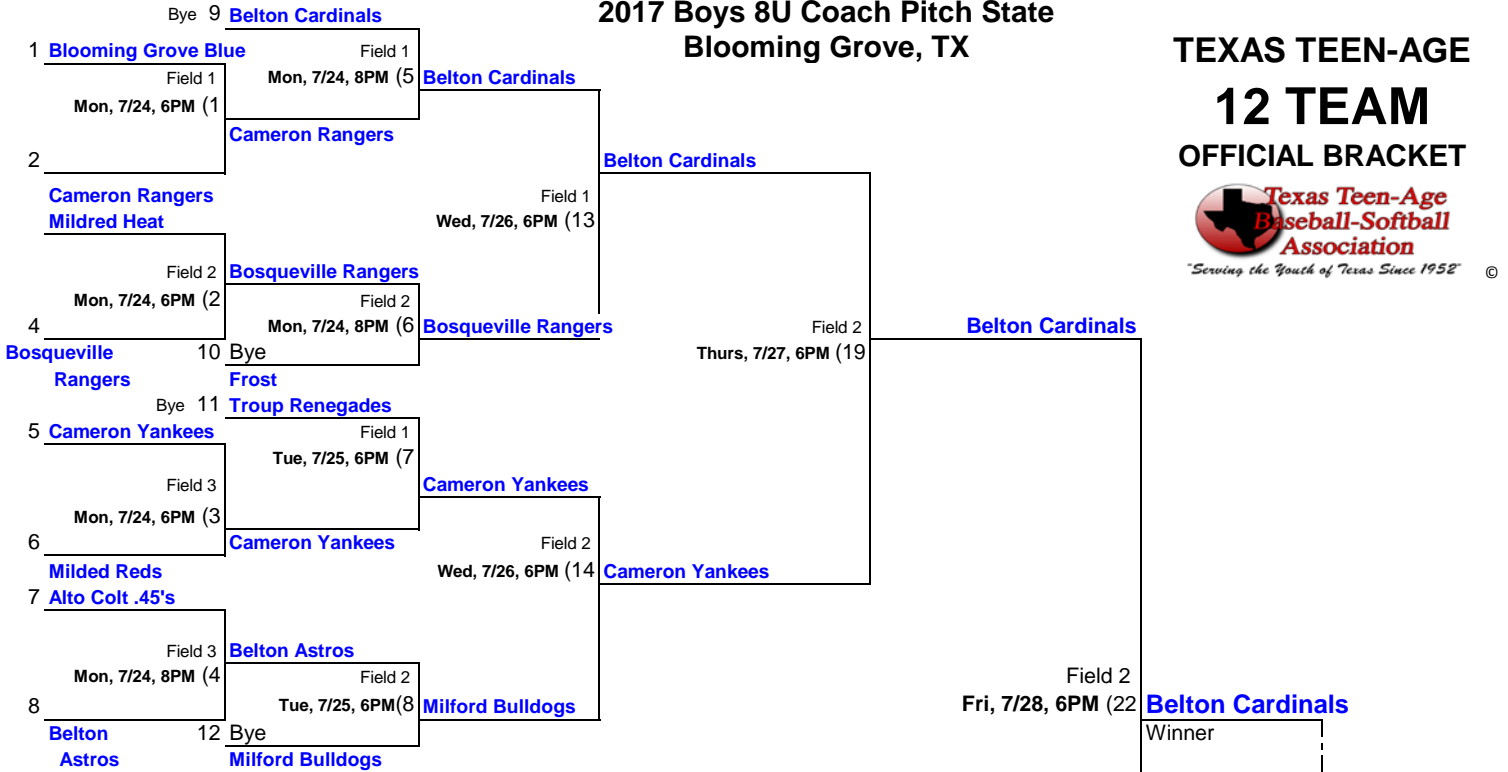 2017 Boys 8U Coach Pitch State
Blooming Grove, TX
TEXAS TEEN-AGE
12 TEAM
OFFICIAL BRACKET
Texas Teen-Age
Baseball-Softball
Association
"Serving the Youth of Texas Since 1952" ©
Bye 9 Belton Cardinals
1 Blooming Grove Blue
Field 1
Mon, 7/24, 8PM (5
Belton Cardinals
Field 1
Mon, 7/24, 6PM (1
Cameron Rangers
2
Cameron Rangers
Belton Cardinals
Field 1
Wed, 7/26, 6PM (13
Mildred Heat
Field 2
Mon, 7/24, 6PM (2
Bosqueville Rangers
Field 2
Mon, 7/24, 8PM (6
Bosqueville Rangers
4
Bosqueville
Rangers
10 Bye
Frost
Field 2
Thurs, 7/27, 6PM (19
Belton Cardinals
Bye 11 Troup Renegades
5 Cameron Yankees
Field 1
Tue, 7/25, 6PM (7
Cameron Yankees
Field 3
Mon, 7/24, 6PM (3
Cameron Yankees
6
Milded Reds
Field 2
Wed, 7/26, 6PM (14
Cameron Yankees
7 Alto Colt .45's
Field 3
Mon, 7/24, 8PM (4
Belton Astros
Field 2
Tue, 7/25, 6PM(8
Milford Bulldogs
8
Belton
Astros
12 Bye
Milford Bulldogs
Field 2
Fri, 7/28, 6PM (22
Belton Cardinals
Winner